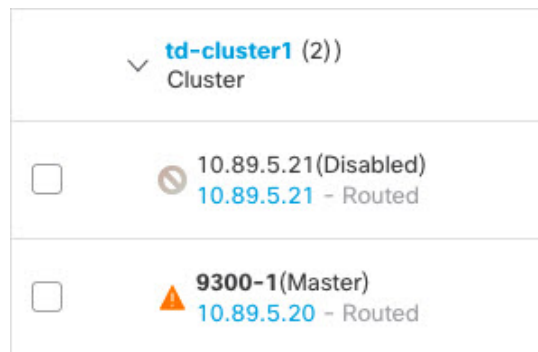 td-cluster1 (2))
Cluster
10.89.5.21(Disabled)
10.89.5.21 - Routed
9300-1(Master)
10.89.5.20 - Routed